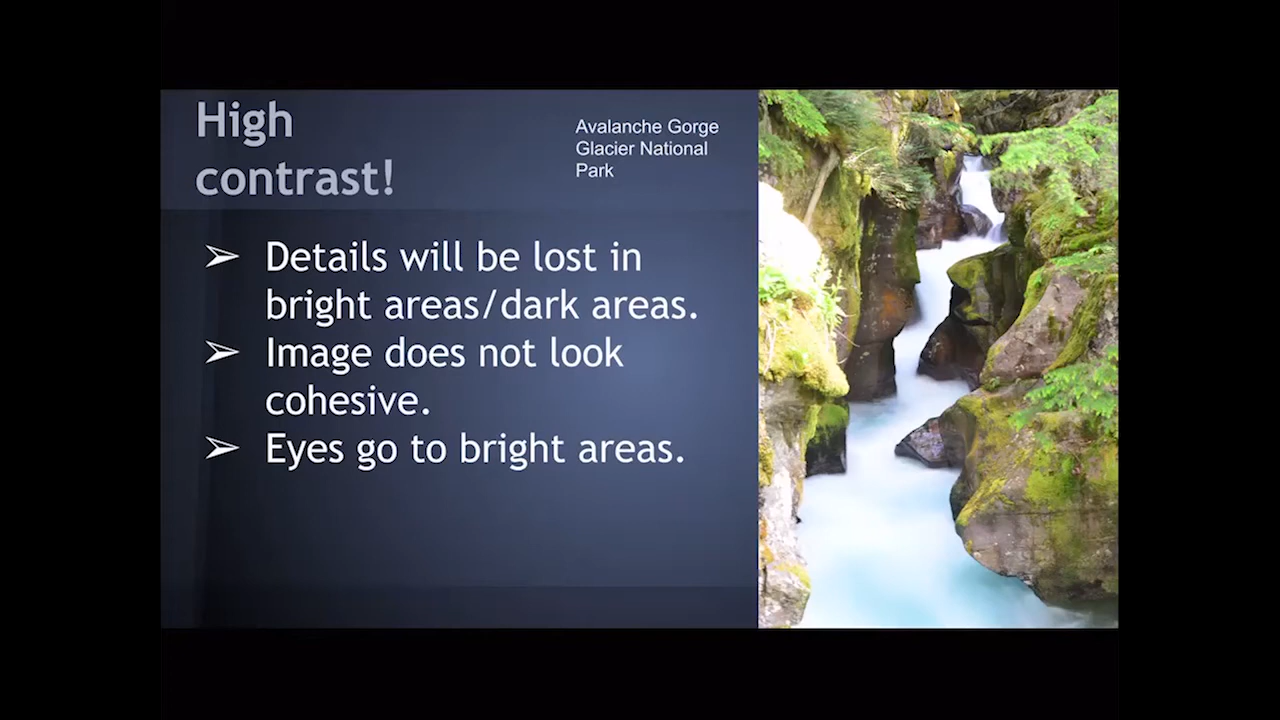 High
contrast!
Avalanche Gorge
Glacier National
Park
➢ Details will be lost in
bright areas/dark areas.
➢ Image does not look
cohesive.
➢ Eyes go to bright areas.